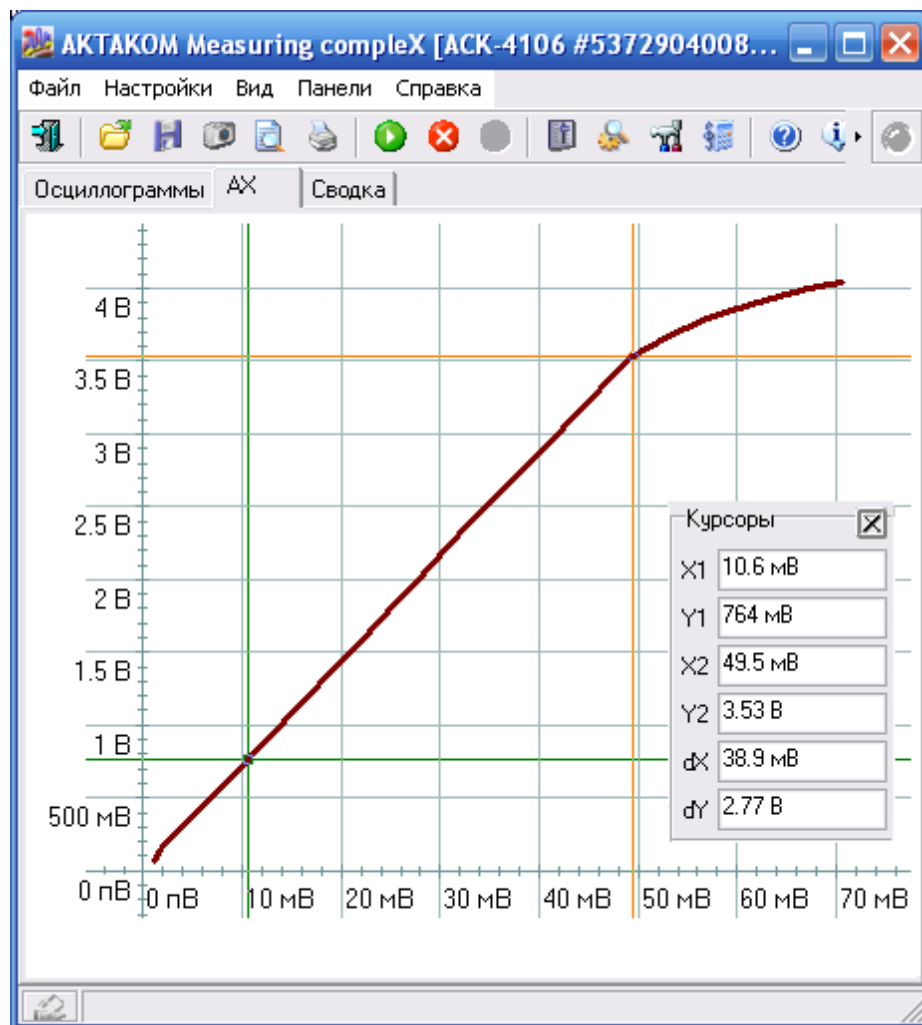 AKTAKOM Measuring compleX [ACK-4106 #5372904008...
Файл Настройки Вид Панели Справка
Осциллограммы АХ Сводка
4 В
3.5 В
3 В
2.5 В
2 В
1.5 В
1 В
500 мВ
0 пВ
0 пВ 10 мВ 20 мВ 30 мВ 40 мВ 50 мВ 60 мВ 70 мВ
Курсоры
X1 10.6 мВ
Y1 764 мВ
X2 49.5 мВ
Y2 3.53 В
dX 38.9 мВ
dY 2.77 В